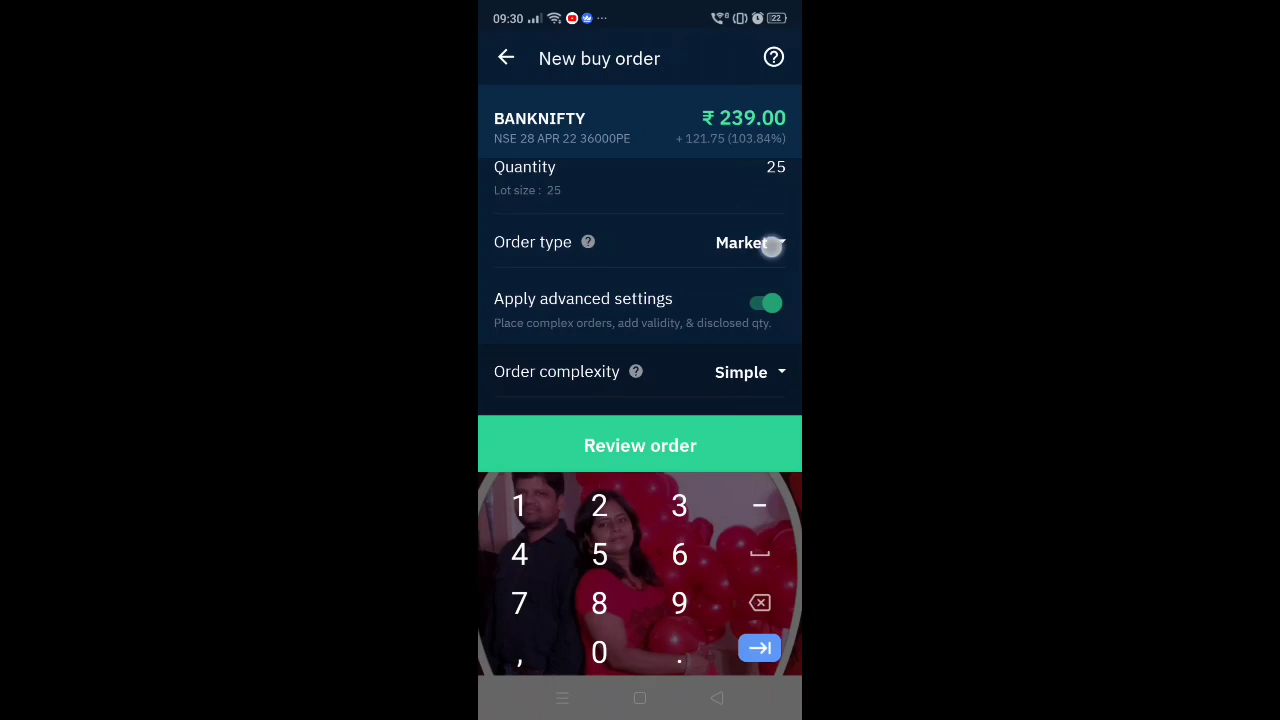 09:30
22
New buy order
BANKNIFTY
₹ 239.00
NSE 28 APR 22 36000PE
+ 121.75 (103.84%)
Quantity
25
Lot size : 25
Order type
Market
Apply advanced settings
Place complex orders, add validity, & disclosed qty.
Order complexity
Simple
Review order
1 2 3 −
4 5 6
7 8 9
, 0 .